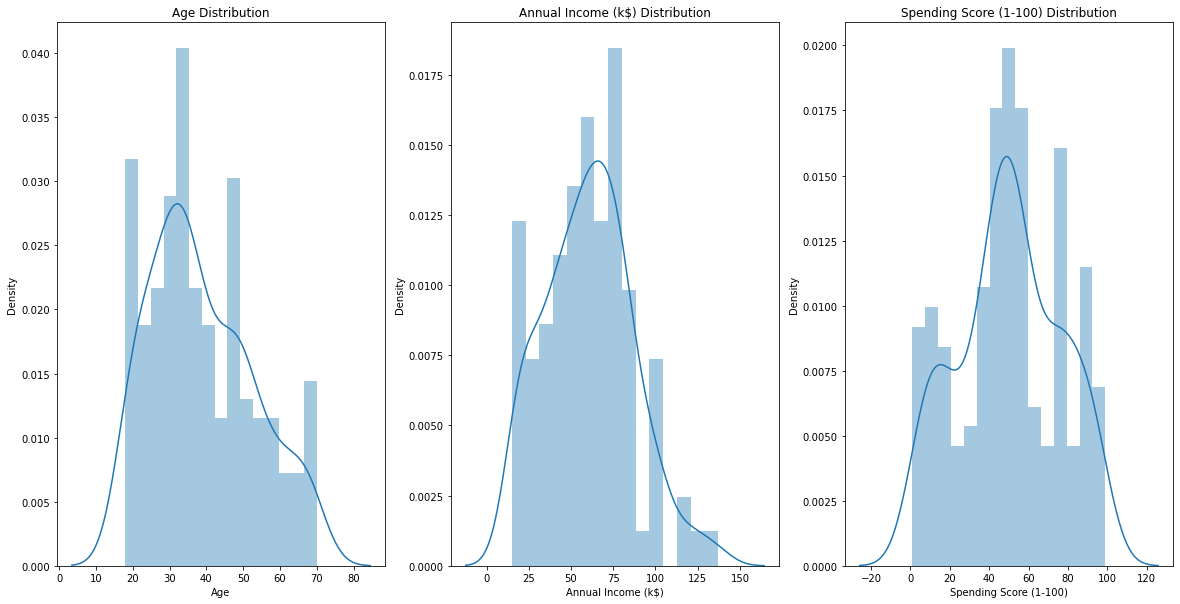 Age Distribution
0.040
0.035
0.030
0.025
0.020
0.015
0.010
0.005
0.000
Density
0 10 20 30 40 50 60 70 80
Age
Annual Income (k$) Distribution
0.0175
0.0150
0.0125
0.0100
0.0075
0.0050
0.0025
0.0000
Density
0 25 50 75 100 125 150
Annual Income (k$)
Spending Score (1-100) Distribution
0.0200
0.0175
0.0150
0.0125
0.0100
0.0075
0.0050
0.0025
0.0000
Density
−20 0 20 40 60 80 100 120
Spending Score (1-100)